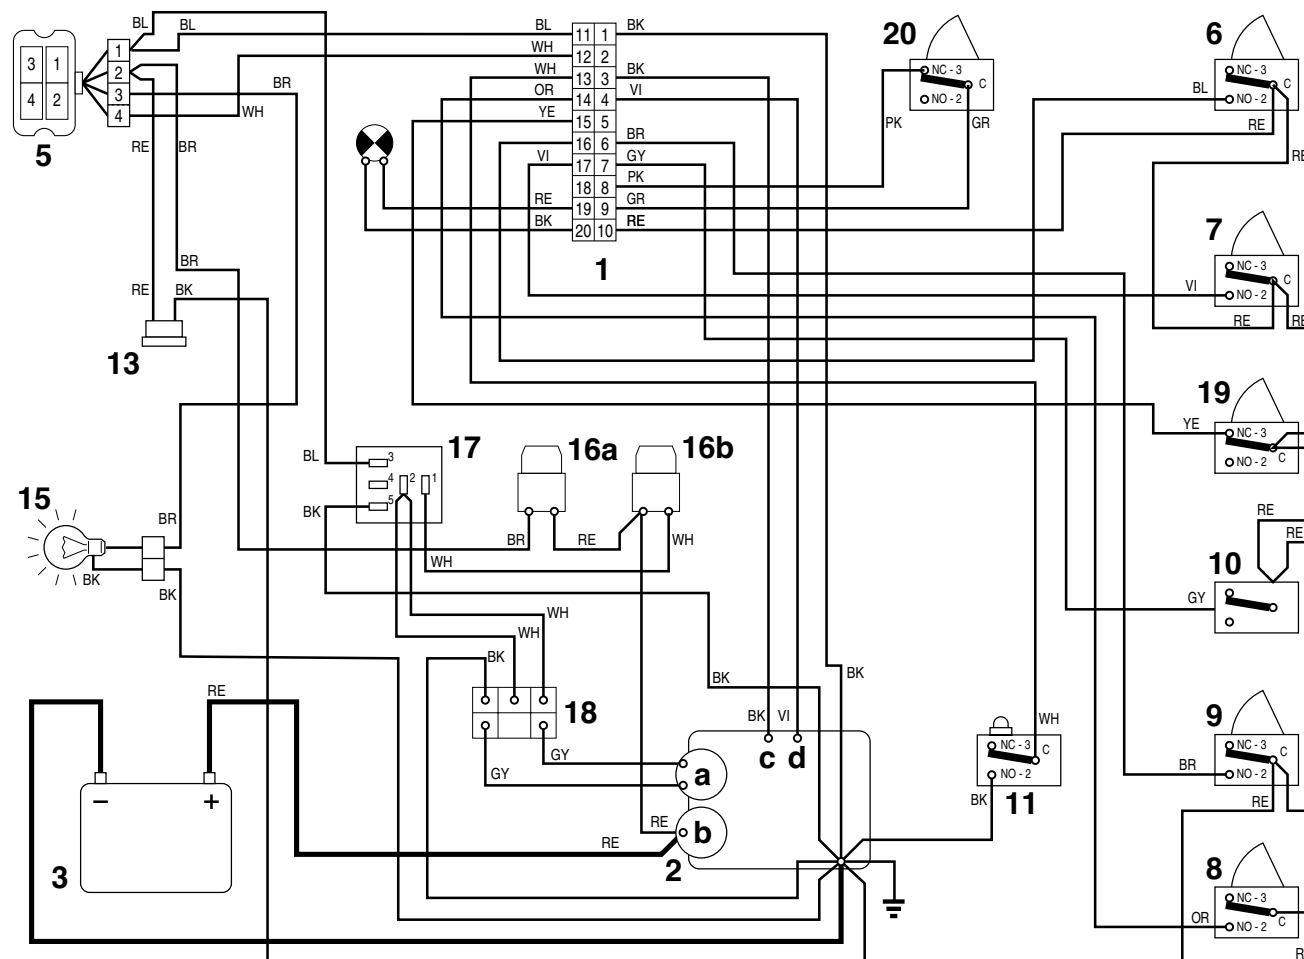 BL
BL
BL
11 1
BK
20
6
WH
12 2
3 1
1
NC - 3
NC - 3
2
WH
13 3
BK
C
C
BR
4 2
3
OR
14 4
VI
NO - 2
BL
NO - 2
4
WH
YE
15 5
PK
GR
RE
5
RE
BR
16 6
BR
VI
17 7
GY
RE
18 8
PK
RE
19 9
GR
BK
20 10
RE
7
1
BR
NC - 3
C
RE
BK
VI
NO - 2
RE
RE
13
19
YE
NC - 3
C
NO - 2
17
16a
16b
BL
3
4
2
1
5
BK
15
BR
RE
BR
RE
WH
RE
WH
10
BK
BK
GY
WH
WH
BK
BK
BK
RE
18
9
BK
VI
WH
c d
NC - 3
C
NC - 3
C
GY
a
GY
NO - 2
BR
NO - 2
–
+
BK
11
RE
RE
b
RE
2
8
3
NC - 3
OR
NO - 2
C
R